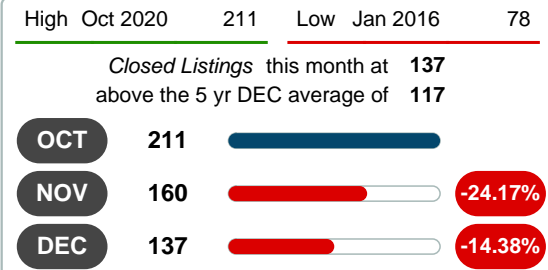 High Oct 2020 211 Low Jan 2016 78
Closed Listings this month at 137
above the 5 yr DEC average of 117
OCT 211
NOV 160 -24.17%
DEC 137 -14.38%